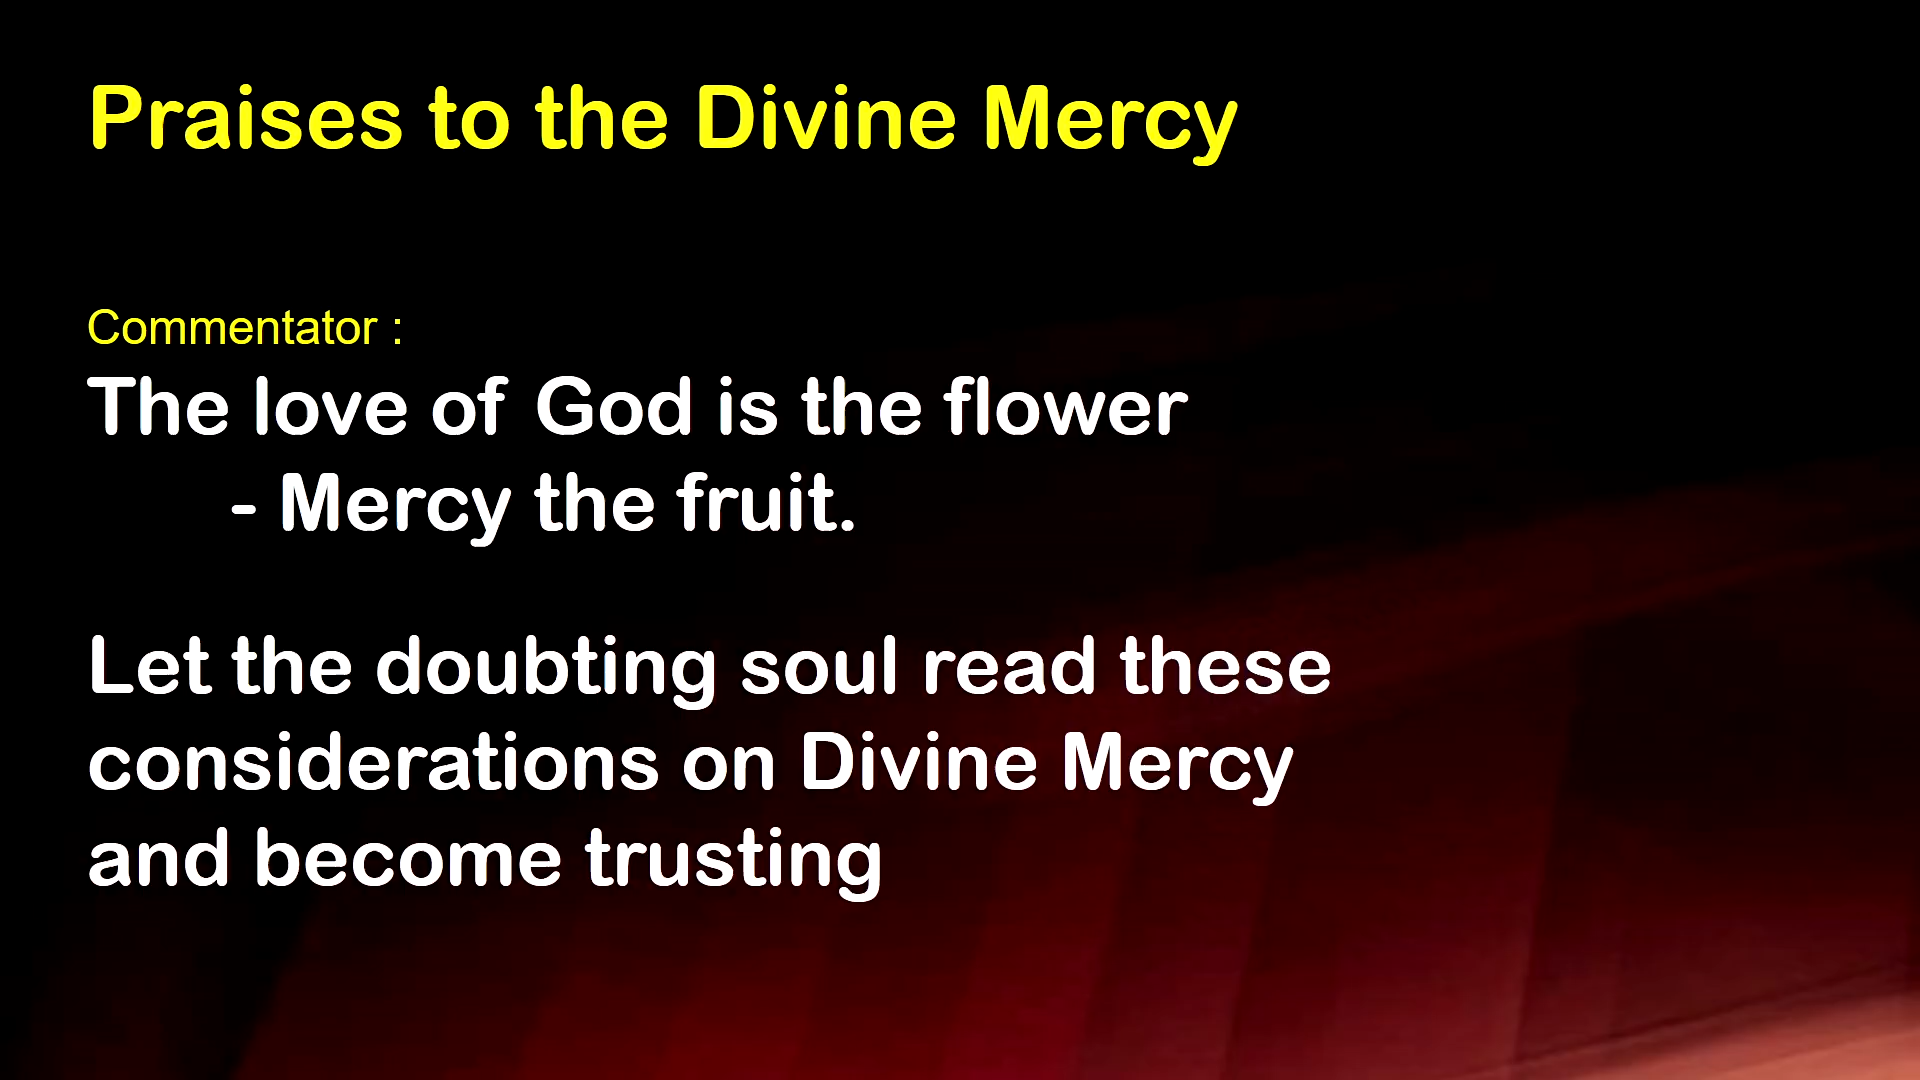 Praises to the Divine Mercy
Commentator :
The love of God is the flower
- Mercy the fruit.
Let the doubting soul read these
considerations on Divine Mercy
and become trusting